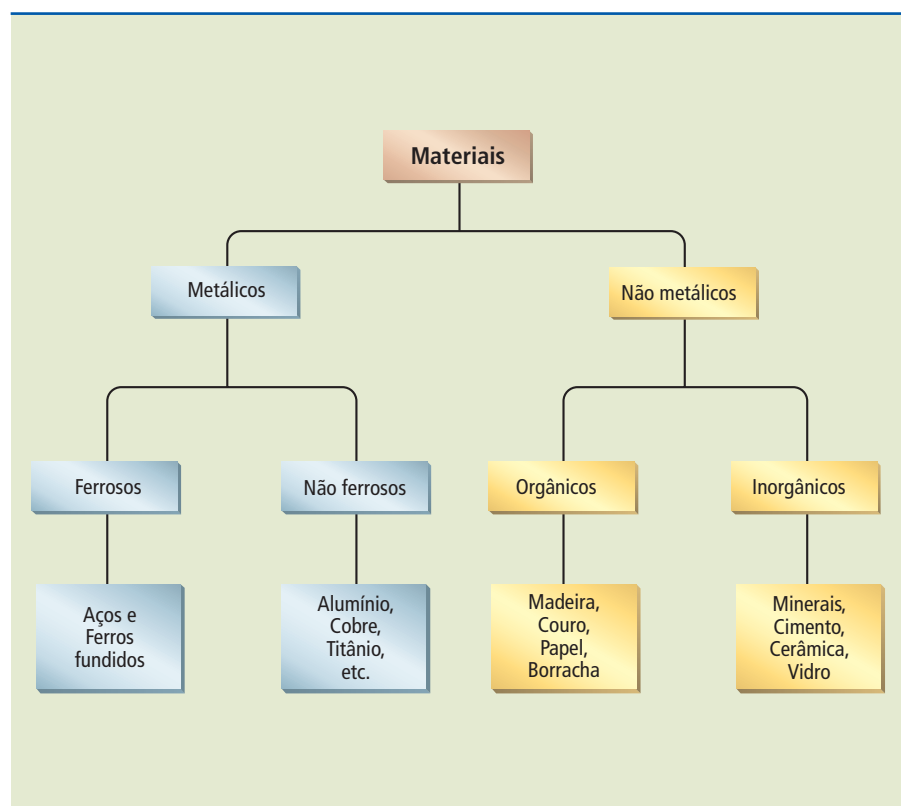 Materiais
Metálicos
Não metálicos
Ferrosos
Não ferrosos
Orgânicos
Inorgânicos
Aços e
Ferros
fundidos
Alumínio,
Cobre,
Titânio,
etc.
Madeira,
Couro,
Papel,
Borracha
Minerais,
Cimento,
Cerâmica,
Vidro